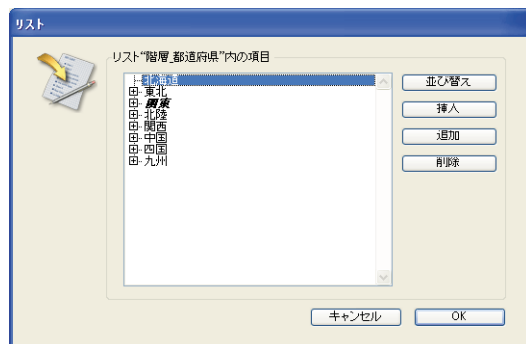 リスト
リスト“階層_都道府県”内の項目
北海道
東北
関東
北陸
関西
中国
四国
九州
並び替え
挿入
追加
削除
キャンセル
OK